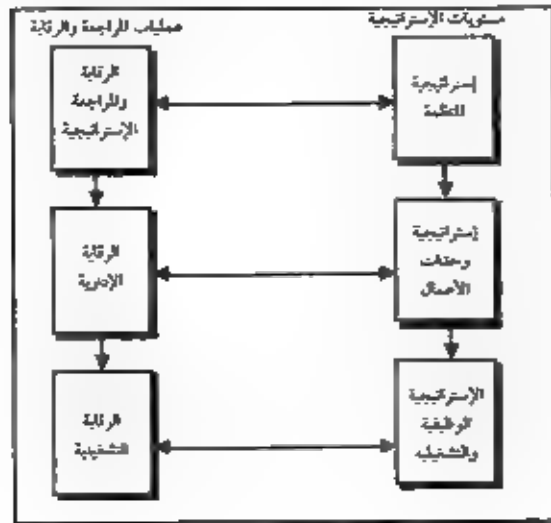 مستويات الإستراتيجية
عمليات المراجعة والرقابة
إستراتيجية
المنظمة
الرقابة
والمراجعة
الإستراتيجية
إستراتيجية
وحدات
الأعمال
الرقابة
الإدارية
الإستراتيجية
الوظيفية
والتشغيلية
الرقابة
التشغيلية